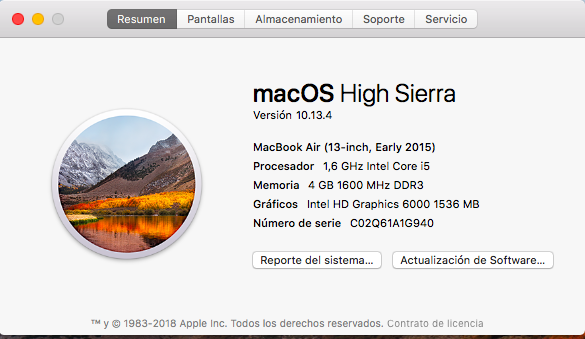 Resumen Pantallas Almacenamiento Soporte Servicio
macOS High Sierra
Versión 10.13.4
MacBook Air (13-inch, Early 2015)
Procesador 1,6 GHz Intel Core i5
Memoria 4 GB 1600 MHz DDR3
Gráficos Intel HD Graphics 6000 1536 MB
Número de serie C02Q61A1G940
Reporte del sistema... Actualización de Software...
™ y © 1983-2018 Apple Inc. Todos los derechos reservados. Contrato de licencia